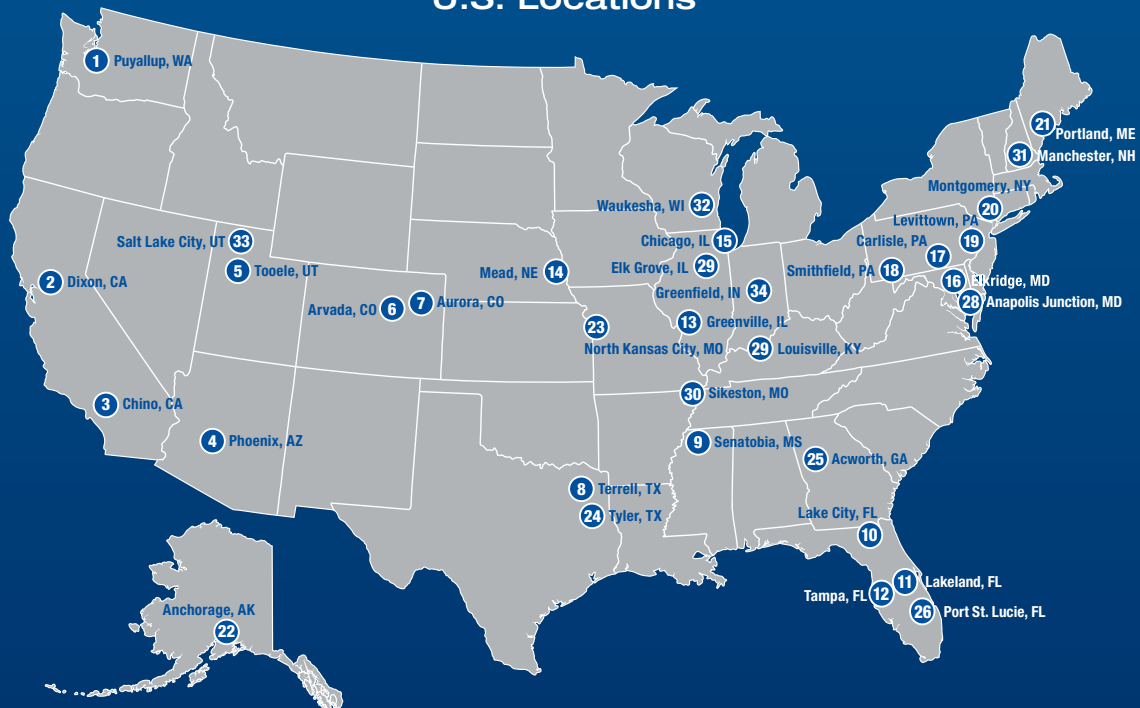 U.S. Locations
1 Puyallup, WA
21
Portland, ME
31 Manchester, NH
Montgomery, NY
20
Waukesha, WI 32
Levittown, PA
19
Salt Lake City, UT 33
Chicago, IL 15
Carlisle, PA
17
5 Tooele, UT
Mead, NE 14
Elk Grove, IL 29
Smithfield, PA 18
2 Dixon, CA
16 Elkridge, MD
Greenfield, IN 34
28 Anapolis Junction, MD
Arvada, CO 6
7 Aurora, CO
13 Greenville, IL
23
North Kansas City, MO
29 Louisville, KY
30 Sikeston, MO
3 Chino, CA
4 Phoenix, AZ
9 Senatobia, MS
25 Acworth, GA
8 Terrell, TX
24 Tyler, TX
Lake City, FL
10
11 Lakeland, FL
Tampa, FL 12
26 Port St. Lucie, FL
Anchorage, AK
22